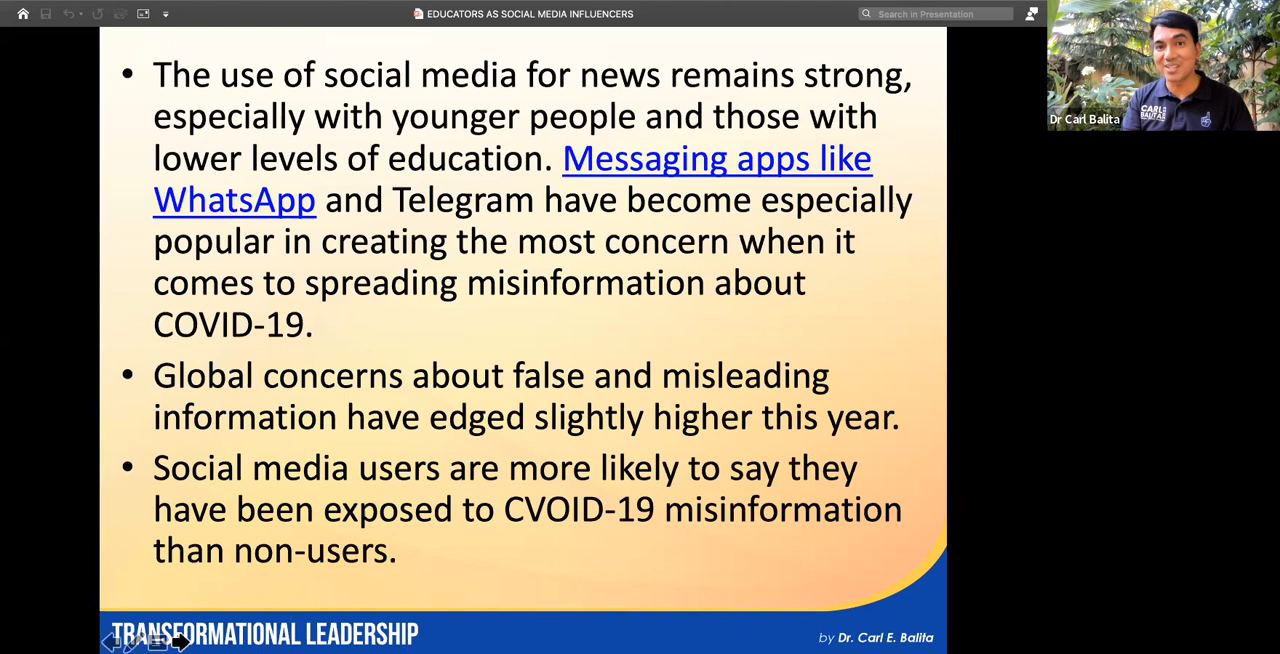 EDUCATORS AS SOCIAL MEDIA INFLUENCERS
Search in Presentation
• The use of social media for news remains strong,
especially with younger people and those with
lower levels of education. Messaging apps like
WhatsApp and Telegram have become especially
popular in creating the most concern when it
comes to spreading misinformation about
COVID-19.
• Global concerns about false and misleading
information have edged slightly higher this year.
• Social media users are more likely to say they
have been exposed to CVOID-19 misinformation
than non-users.
TRANSFORMATIONAL LEADERSHIP
by Dr. Carl E. Balita
Dr Carl Balita
CARL
BALITA